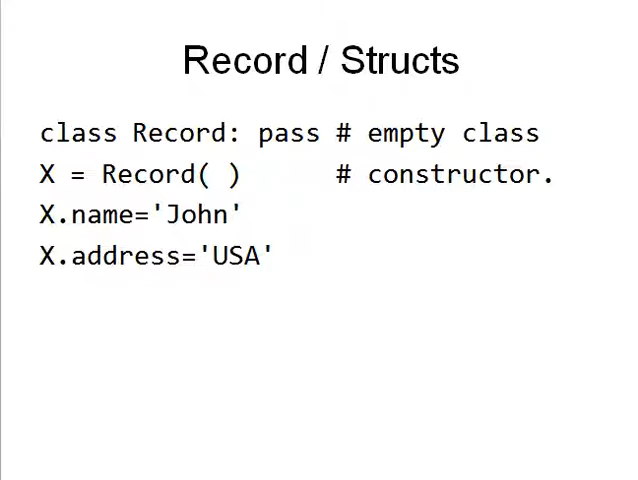 Record / Structs
class Record: pass # empty class
X = Record( )      # constructor.
X.name='John'
X.address='USA'